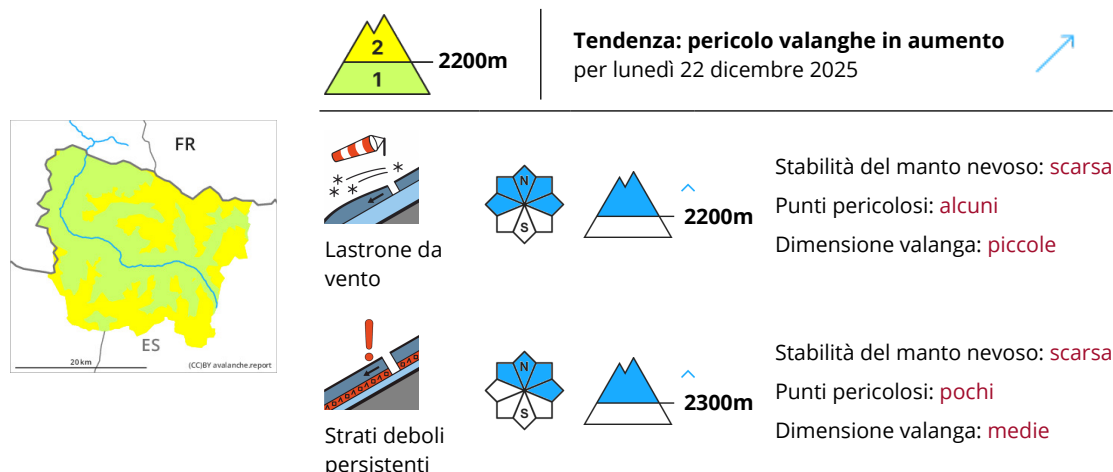 2
1
2200m
Tendenza: pericolo valanghe in aumento
per lunedì 22 dicembre 2025
FR
ES
20 km
(CC)BY avalanche.report
Lastrone da
vento
N
S
2200m
Stabilità del manto nevoso: scarsa
Punti pericolosi: alcuni
Dimensione valanga: piccole
Strati deboli
persistenti
N
S
2300m
Stabilità del manto nevoso: scarsa
Punti pericolosi: pochi
Dimensione valanga: medie